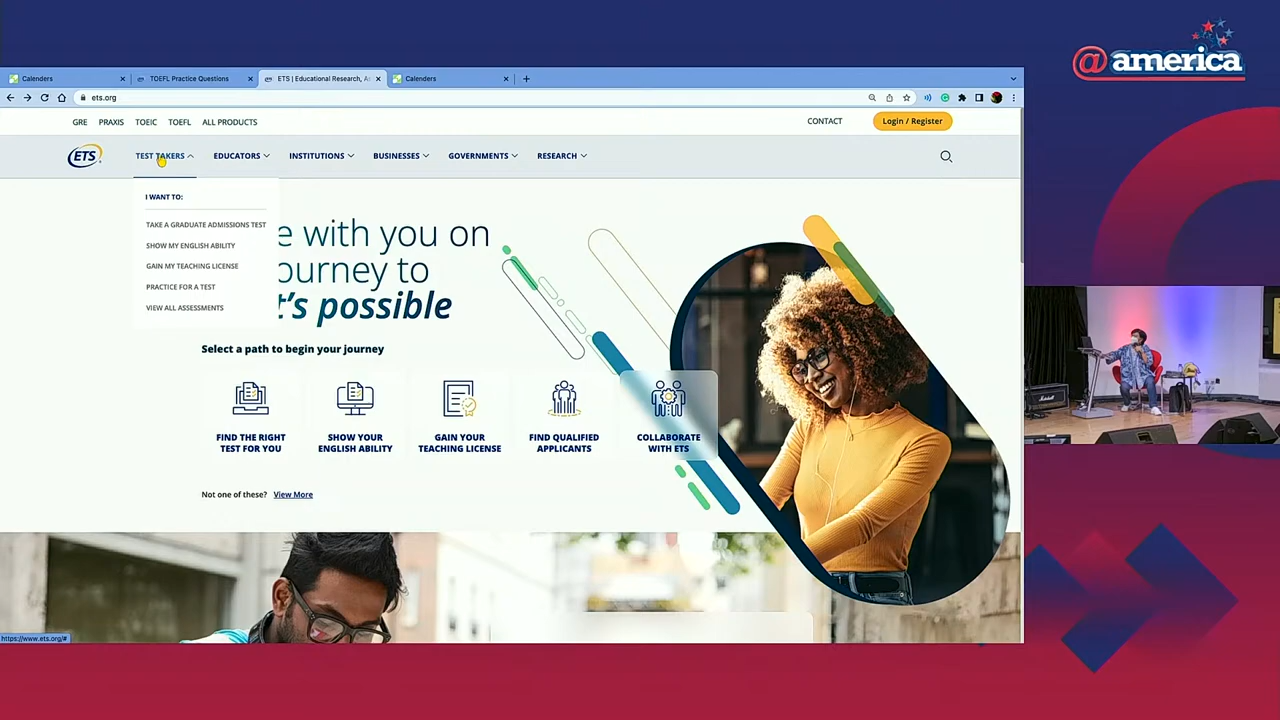 @america
Calenders
TOEFL Practice Questions
ETS | Educational Research, As
Calenders
ets.org
GRE PRAXIS TOEIC TOEFL ALL PRODUCTS
CONTACT
Login / Register
ETS
TEST TAKERS
EDUCATORS
INSTITUTIONS
BUSINESSES
GOVERNMENTS
RESEARCH
I WANT TO:
TAKE A GRADUATE ADMISSIONS TEST
SHOW MY ENGLISH ABILITY
GAIN MY TEACHING LICENSE
PRACTICE FOR A TEST
VIEW ALL ASSESSMENTS
e with you on
ourney to
t's possible
Select a path to begin your journey
FIND THE RIGHT
TEST FOR YOU
SHOW YOUR
ENGLISH ABILITY
GAIN YOUR
TEACHING LICENSE
FIND QUALIFIED
APPLICANTS
COLLABORATE
WITH ETS
Not one of these? View More
https://www.ets.org/#
Marshall